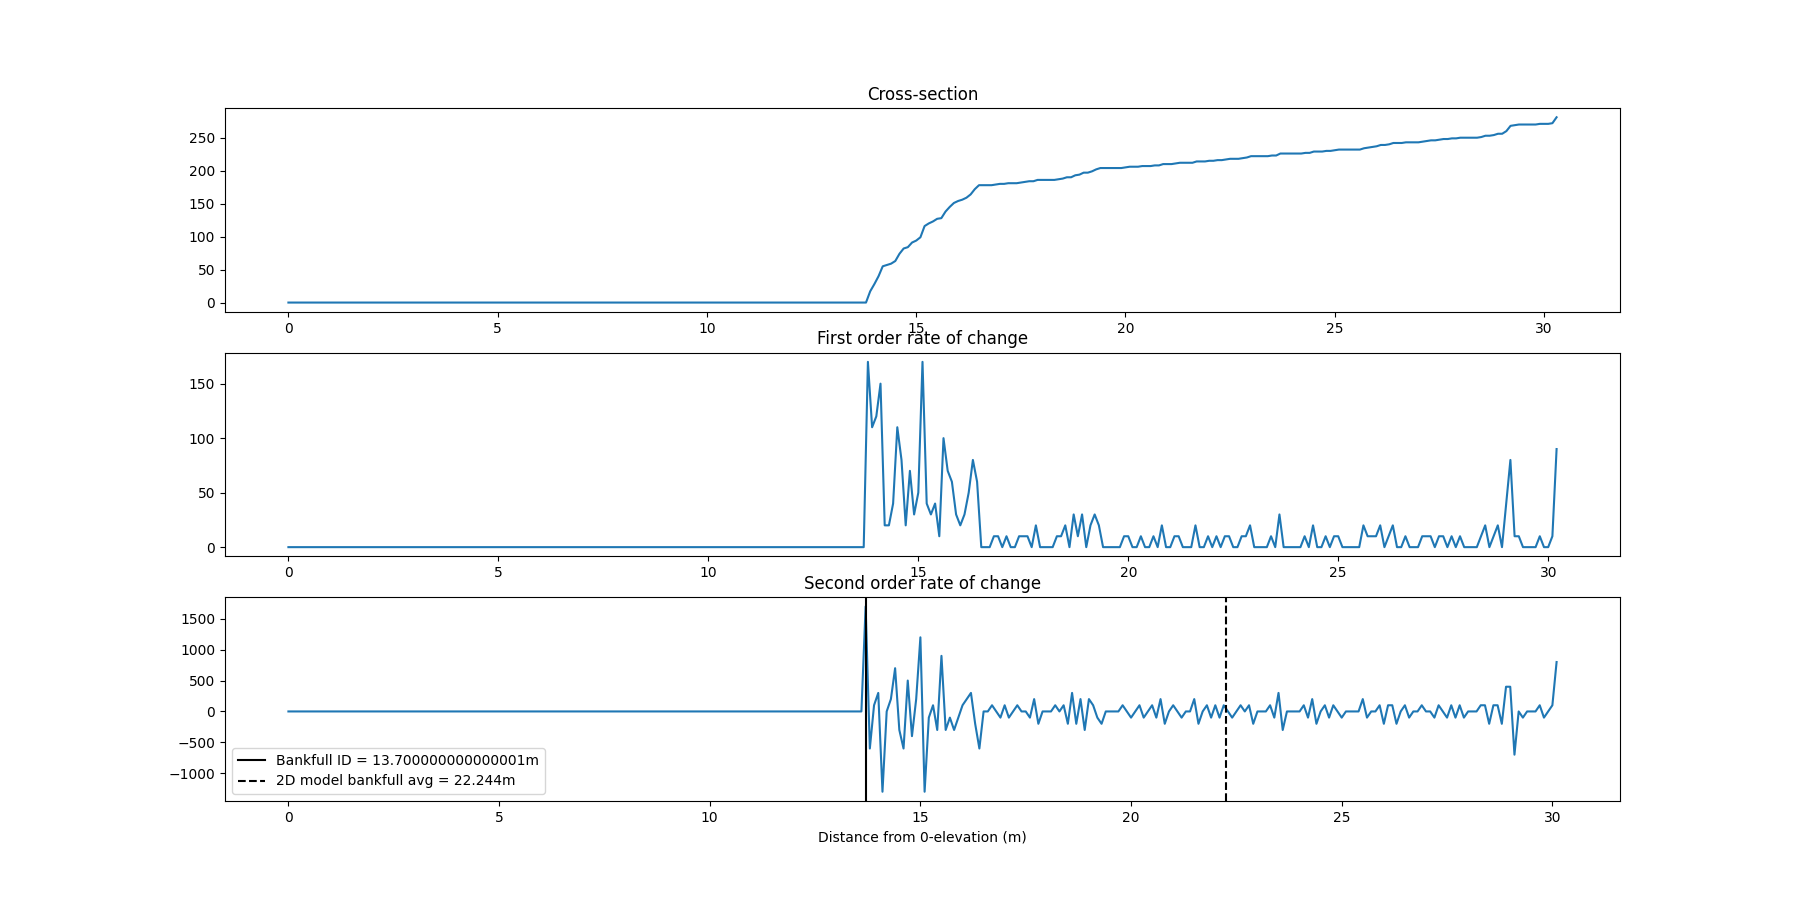 Cross-section
250
200
150
100
50
0
0 5 10 15 20 25 30
First order rate of change
150
100
50
0
0 5 10 15 20 25 30
Second order rate of change
1500
1000
500
0
−500
−1000
Bankfull ID = 13.700000000000001m
2D model bankfull avg = 22.244m
0 5 10 15 20 25 30
Distance from 0-elevation (m)